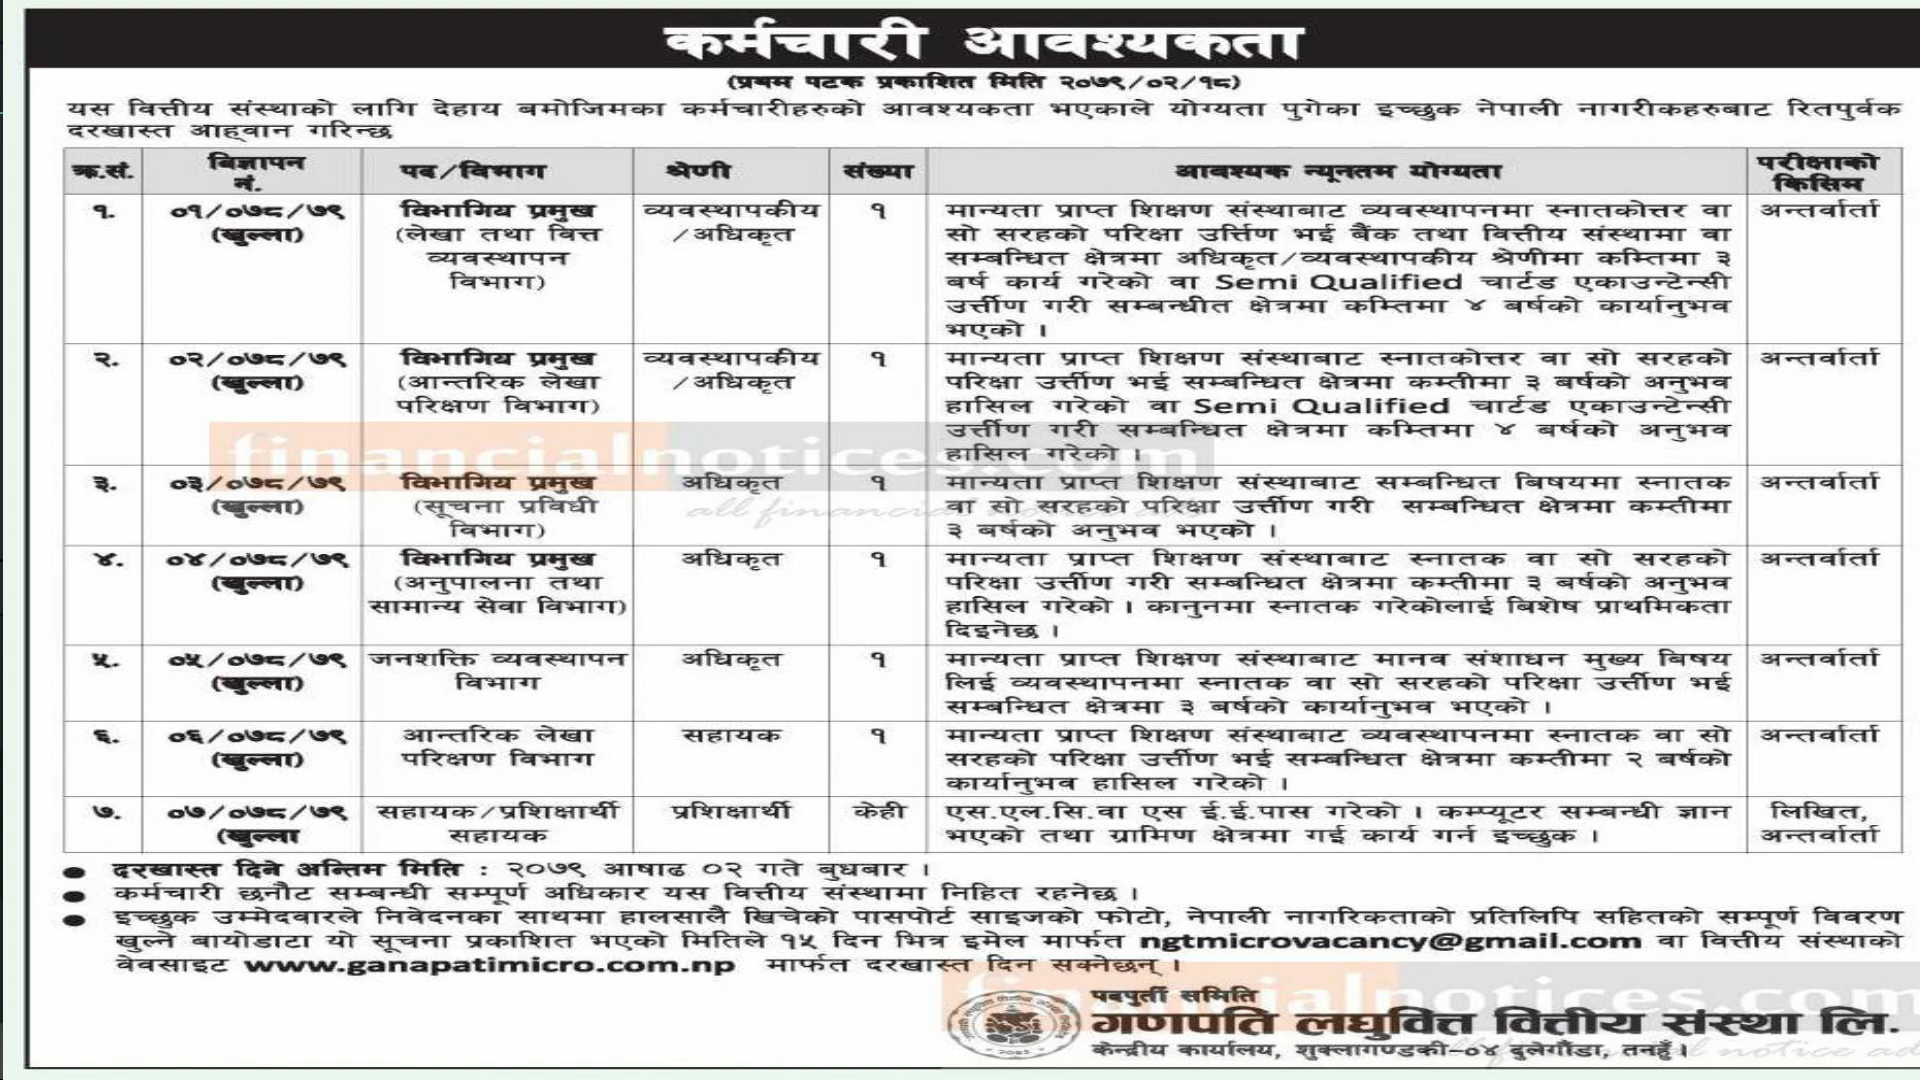 कर्मचारी आवश्यकता
(प्रथम पटक प्रकाशित मिति २०७९/०२/१८)
यस वित्तीय संस्थाको लागि देहाय बमोजिमका कर्मचारीहरुको आवश्यकता भएकाले योग्यता पुगेका इच्छुक नेपाली नागरीकहरुबाट रितपुर्वक
दरखास्त आह्वान गरिन्छ
क्र.सं. विज्ञापन नं. पद/विभाग श्रेणी संख्या आवश्यक न्यूनतम योग्यता परीक्षाको किसिम
१. ०१/०७८/७९ विभागिय प्रमुख व्यवस्थापकीय १ मान्यता प्राप्त शिक्षण संस्थाबाट व्यवस्थापनमा स्नातकोत्तर वा अन्तर्वार्ता
(खुल्ला) (लेखा तथा वित्त /अधिकृत सो सरहको परिक्षा उर्त्तिण भई बैंक तथा वित्तीय संस्थामा वा
व्यवस्थापन सम्बन्धित क्षेत्रमा अधिकृत/व्यवस्थापकीय श्रेणीमा कम्तिमा ३
विभाग) बर्ष कार्य गरेको वा Semi Qualified चार्टड एकाउन्टेन्सी
उर्त्तीण गरी सम्बन्धीत क्षेत्रमा कम्तिमा ४ बर्षको कार्यानुभव
भएको ।
२. ०२/०७८/७९ विभागिय प्रमुख व्यवस्थापकीय १ मान्यता प्राप्त शिक्षण संस्थाबाट स्नातकोत्तर वा सो सरहको अन्तर्वार्ता
(खुल्ला) (आन्तरिक लेखा /अधिकृत परिक्षा उर्त्तीण भई सम्बन्धित क्षेत्रमा कम्तीमा ३ बर्षको अनुभव
परिक्षण विभाग) हासिल गरेको वा Semi Qualified चार्टड एकाउन्टेन्सी
उर्त्तीण गरी सम्बन्धित क्षेत्रमा कम्तिमा ४ बर्षको अनुभव
हासिल गरेको ।
financialnotices.com
३. ०३/०७८/७९ विभागिय प्रमुख अधिकृत १ मान्यता प्राप्त शिक्षण संस्थाबाट सम्बन्धित बिषयमा स्नातक अन्तर्वार्ता
(खुल्ला) (सूचना प्रविधी वा सो सरहको परिक्षा उर्त्तीण गरी सम्बन्धित क्षेत्रमा कम्तीमा
विभाग) ३ बर्षको अनुभव भएको ।
all financial notice ads
४. ०४/०७८/७९ विभागिय प्रमुख अधिकृत १ मान्यता प्राप्त शिक्षण संस्थाबाट स्नातक वा सो सरहको अन्तर्वार्ता
(खुल्ला) (अनुपालना तथा परिक्षा उर्त्तीण गरी सम्बन्धित क्षेत्रमा कम्तीमा ३ बर्षको अनुभव
सामान्य सेवा विभाग) हासिल गरेको । कानुनमा स्नातक गरेकोलाई बिशेष प्राथमिकता
दिइनेछ ।
५. ०५/०७८/७९ जनशक्ति व्यवस्थापन अधिकृत १ मान्यता प्राप्त शिक्षण संस्थाबाट मानव संशाधन मुख्य बिषय अन्तर्वार्ता
(खुल्ला) विभाग लिई व्यवस्थापनमा स्नातक वा सो सरहको परिक्षा उर्त्तीण भई
सम्बन्धित क्षेत्रमा ३ बर्षको कार्यानुभव भएको ।
६. ०६/०७८/७९ आन्तरिक लेखा सहायक १ मान्यता प्राप्त शिक्षण संस्थाबाट व्यवस्थापनमा स्नातक वा सो अन्तर्वार्ता
(खुल्ला) परिक्षण विभाग सरहको परिक्षा उर्त्तीण भई सम्बन्धित क्षेत्रमा कम्तीमा २ बर्षको
कार्यानुभव हासिल गरेको ।
७. ०७/०७८/७९ सहायक/प्रशिक्षार्थी प्रशिक्षार्थी केही एस.एल.सि.वा एस ई.ई.पास गरेको । कम्प्यूटर सम्बन्धी ज्ञान लिखित,
(खुल्ला सहायक भएको तथा ग्रामिण क्षेत्रमा गई कार्य गर्न इच्छुक । अन्तर्वार्ता
● दरखास्त दिने अन्तिम मिति : २०७९ आषाढ ०२ गते बुधबार ।
● कर्मचारी छनौट सम्बन्धी सम्पूर्ण अधिकार यस वित्तीय संस्थामा निहित रहनेछ ।
● इच्छुक उम्मेदवारले निवेदनका साथमा हालसालै खिचेको पासपोर्ट साइजको फोटो, नेपाली नागरिकताको प्रतिलिपि सहितको सम्पूर्ण विवरण
खुल्ने बायोडाटा यो सूचना प्रकाशित भएको मितिले १५ दिन भित्र इमेल मार्फत ngtmicrovacancy@gmail.com वा वित्तीय संस्थाको
वेवसाइट www.ganapatimicro.com.np मार्फत दरखास्त दिन सक्नेछन् ।
financialnotices.com
पदपुर्ती समिति
गणपति लघुवित्त वित्तीय संस्था लि.
केन्द्रीय कार्यालय, शुक्लागण्डकी-०४ दुलेगौंडा, तनहुँ ।